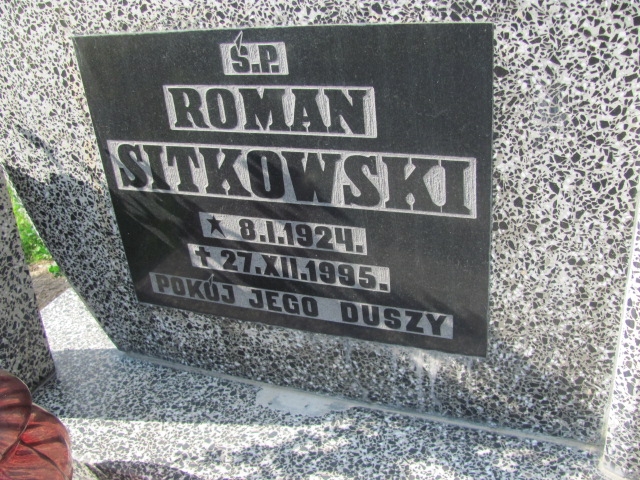 Ś.P.
ROMAN
SITKOWSKI
★ 8.I.1924.
✝ 27.XII.1995.
POKÓJ JEGO DUSZY